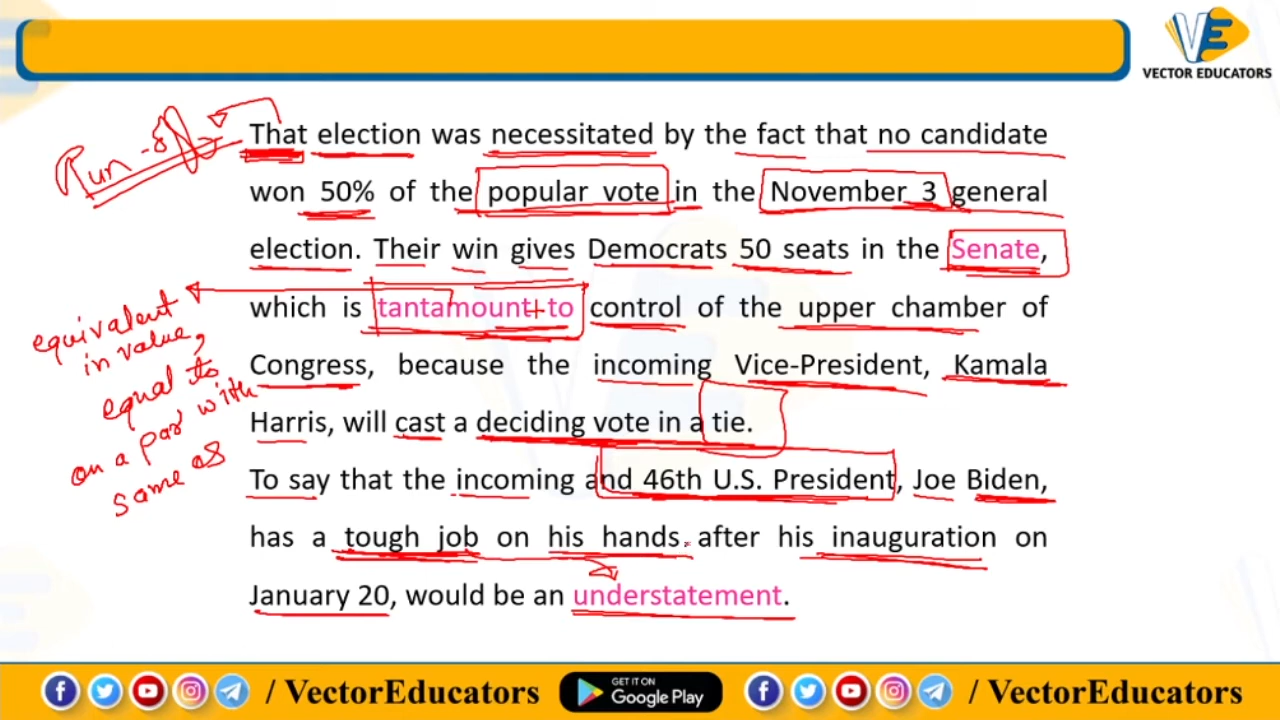 VECTOR EDUCATORS
Run-off
That election was necessitated by the fact that no candidate
won 50% of the popular vote in the November 3 general
election. Their win gives Democrats 50 seats in the Senate,
which is tantamount to control of the upper chamber of
Congress, because the incoming Vice-President, Kamala
Harris, will cast a deciding vote in a tie.
To say that the incoming and 46th U.S. President, Joe Biden,
has a tough job on his hands after his inauguration on
January 20, would be an understatement.
equivalent
in value,
equal to
on a par with
same as
/ VectorEducators
GET IT ON
Google Play
/ VectorEducators